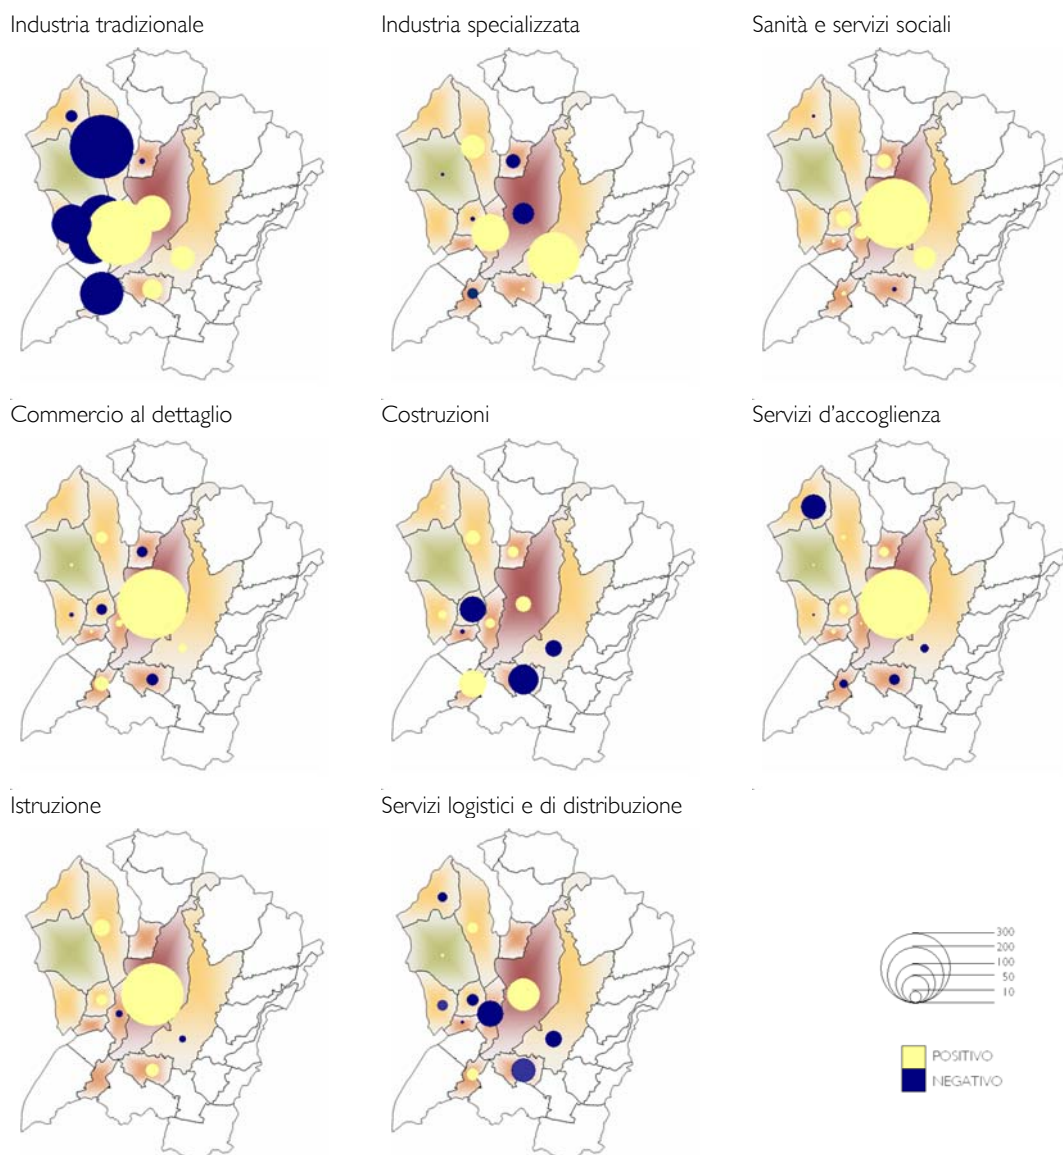 Industria tradizionale
Industria specializzata
Sanità e servizi sociali
Commercio al dettaglio
Costruzioni
Servizi d'accoglienza
Istruzione
Servizi logistici e di distribuzione
300
200
100
50
10
POSITIVO
NEGATIVO